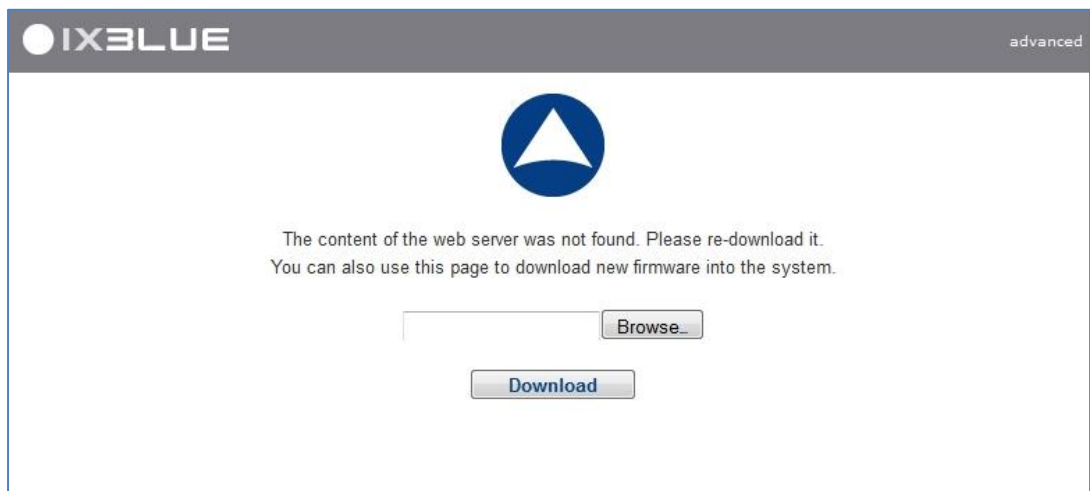 IXBLUE
advanced
The content of the web server was not found. Please re-download it.
You can also use this page to download new firmware into the system.
Browse...
Download